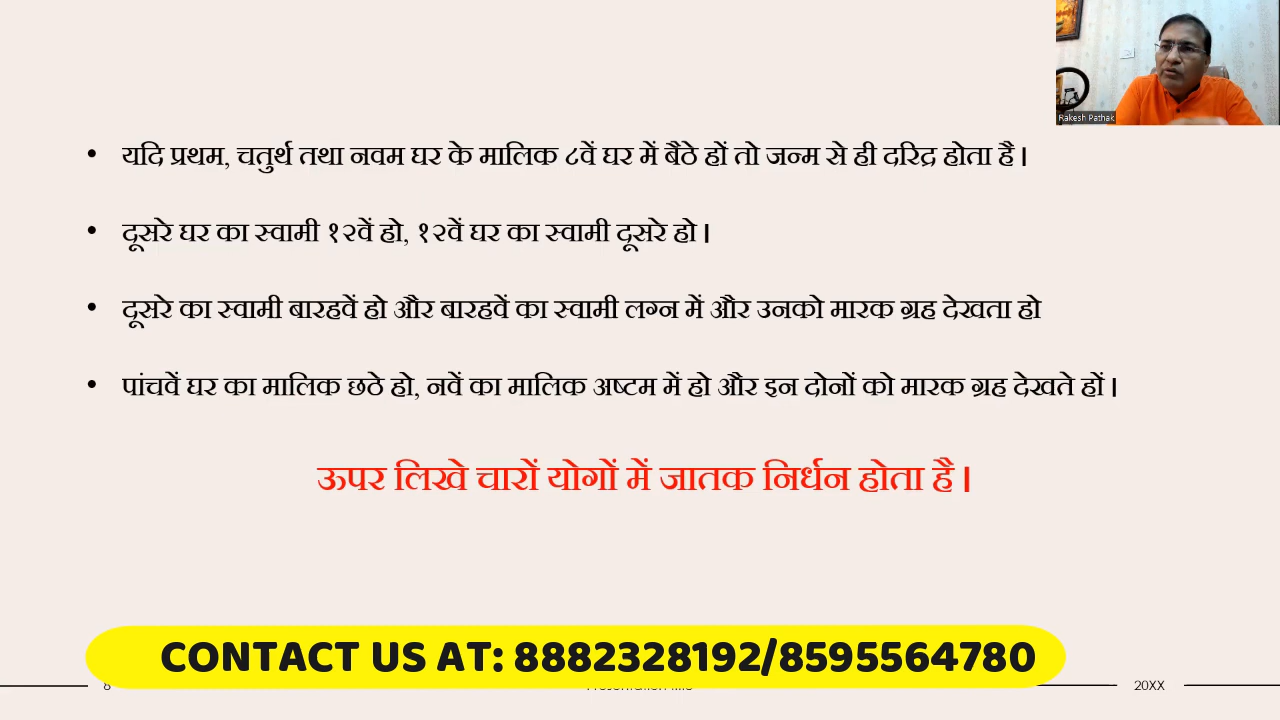 Rakesh Pathak
• यदि प्रथम, चतुर्थ तथा नवम घर के मालिक ८वें घर में बैठे हों तो जन्म से ही दरिद्र होता है।
• दूसरे घर का स्वामी १२वें हो, १२वें घर का स्वामी दूसरे हो।
• दूसरे का स्वामी बारहवें हो और बारहवें का स्वामी लग्न में और उनको मारक ग्रह देखता हो
• पांचवें घर का मालिक छठे हो, नवें का मालिक अष्टम में हो और इन दोनों को मारक ग्रह देखते हों।
ऊपर लिखे चारों योगों में जातक निर्धन होता है।
CONTACT US AT: 8882328192/8595564780
20XX